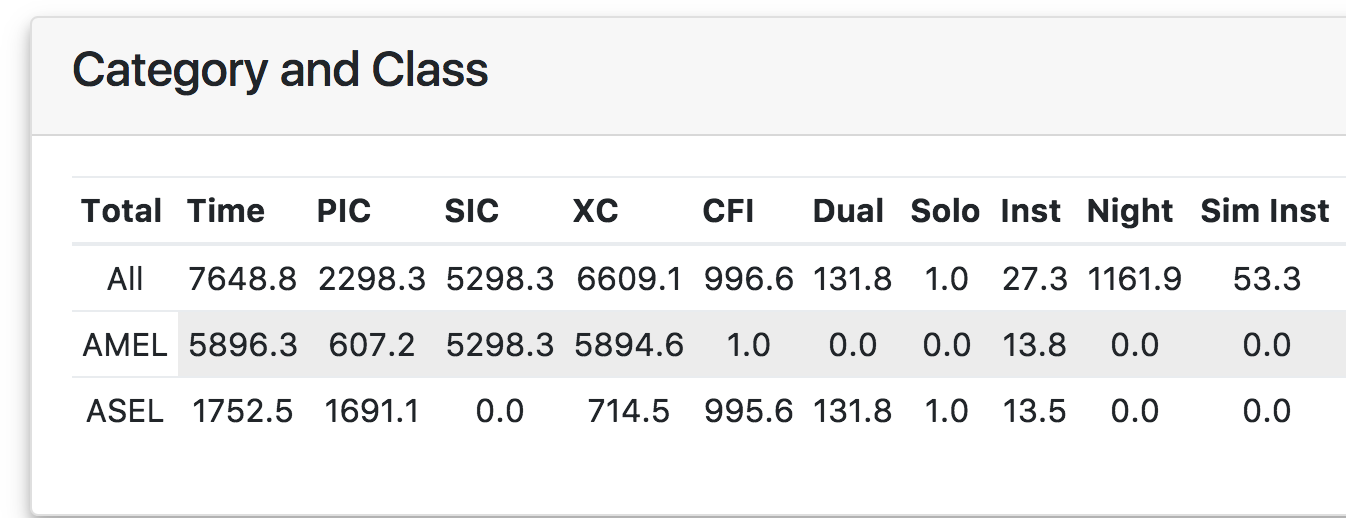 Category and Class
Total Time PIC SIC XC CFI Dual Solo Inst Night Sim Inst
All 7648.8 2298.3 5298.3 6609.1 996.6 131.8 1.0 27.3 1161.9 53.3
AMEL 5896.3 607.2 5298.3 5894.6 1.0 0.0 0.0 13.8 0.0 0.0
ASEL 1752.5 1691.1 0.0 714.5 995.6 131.8 1.0 13.5 0.0 0.0